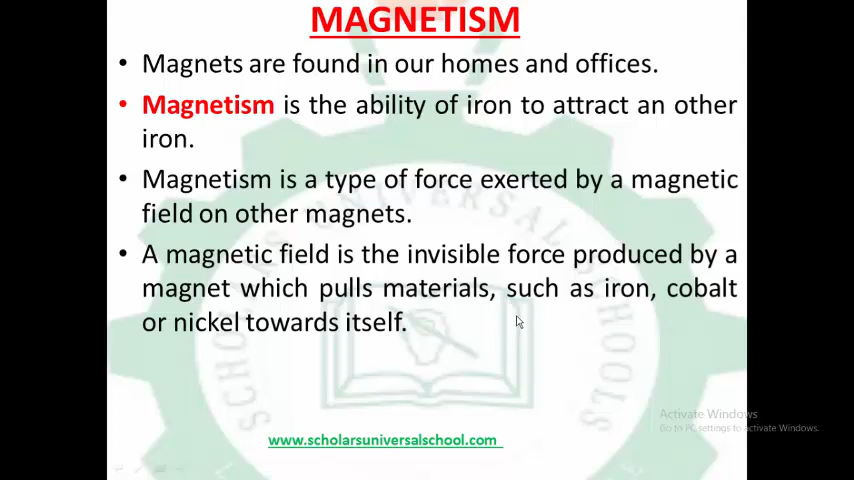 MAGNETISM
• Magnets are found in our homes and offices.
• Magnetism is the ability of iron to attract an other
iron.
• Magnetism is a type of force exerted by a magnetic
field on other magnets.
• A magnetic field is the invisible force produced by a
magnet which pulls materials, such as iron, cobalt
or nickel towards itself.
SCHOLARS UNIVERSAL SCHOOLS
www.scholarsuniversalschool.com
Activate Windows
Go to PC settings to activate Windows.